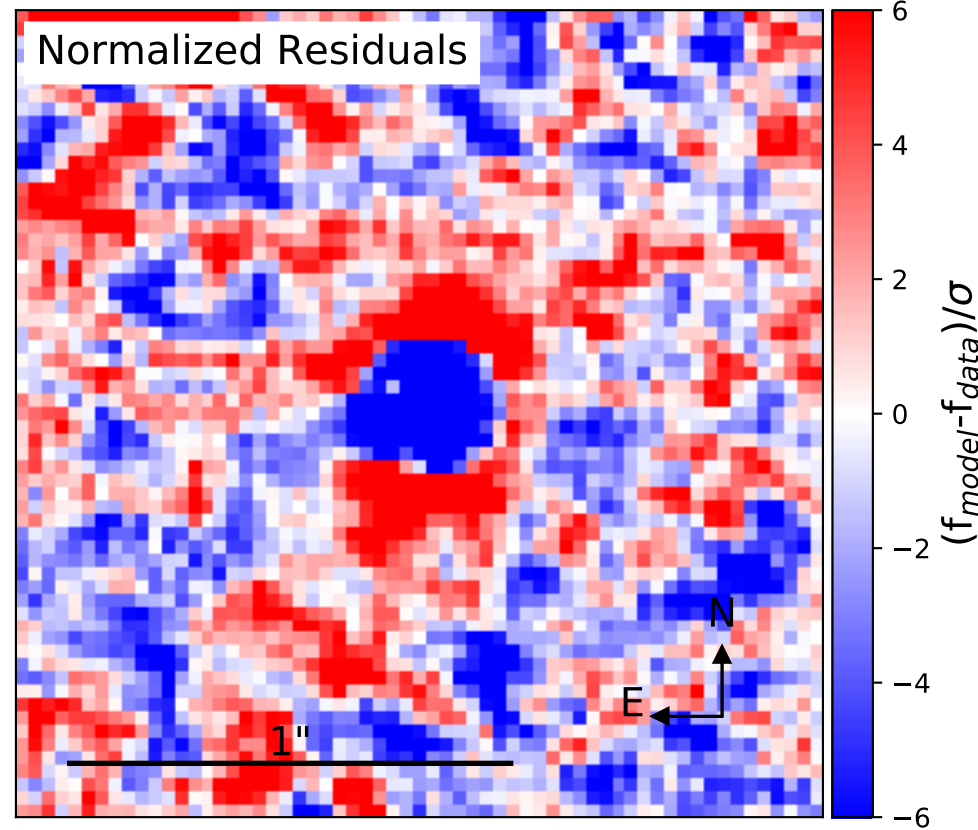 Normalized Residuals
6
4
2
0
−2
−4
−6
(f_model-f_data)/σ
N
E
1"